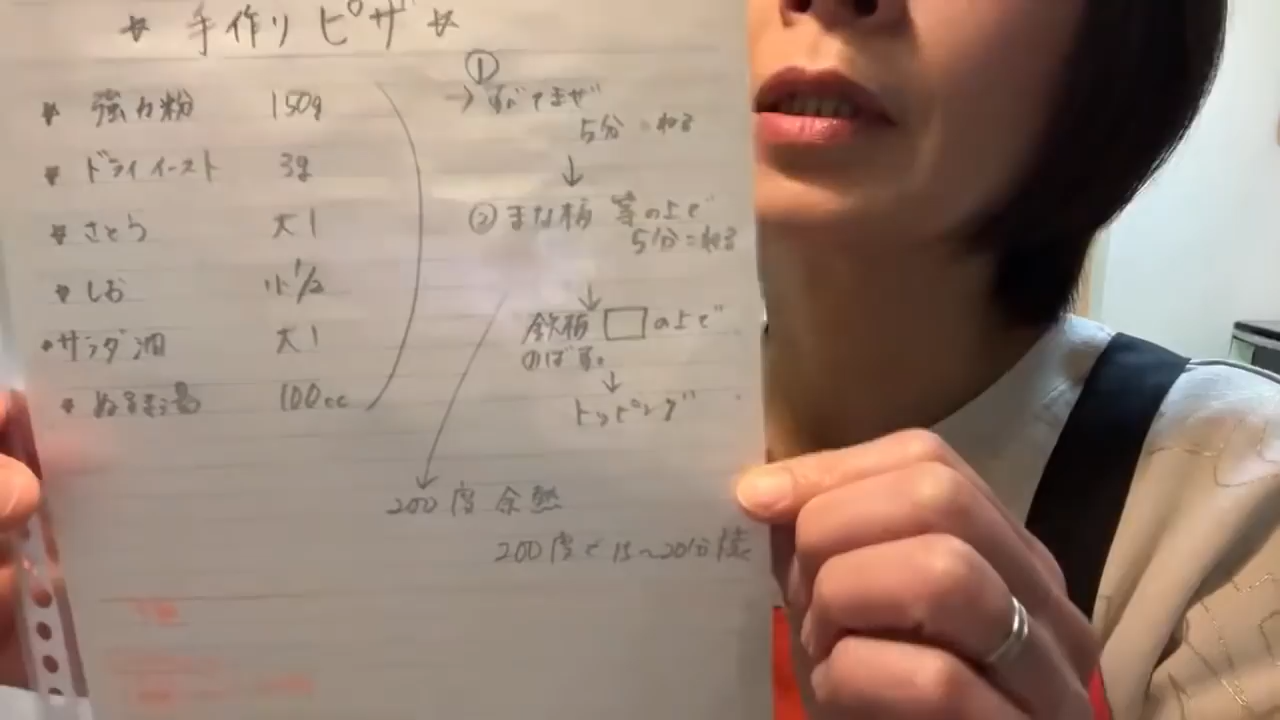 * 手作りピザ *
* 強力粉 150g
* ドライイースト 3g
* さとう 大1
* しお 小1/2
* サラダ油 大1
* ぬるま湯 100cc
①
→ すべてまぜ
5分こねる
↓
② まな板 等の上で
5分こねる
↓
鉄板 □ の上で
のばす。
↓
トッピング
200度 余熱
200度で 15〜20分 焼